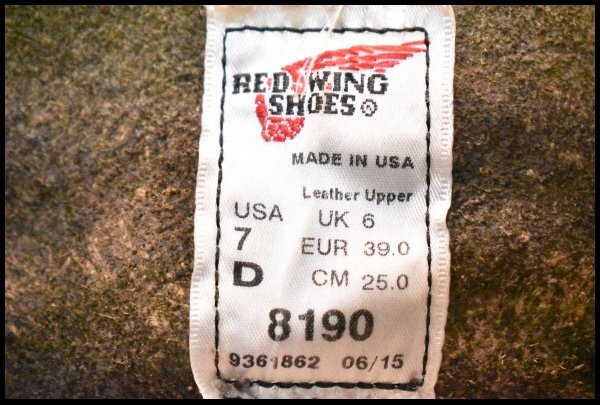 RED WING
SHOES ®
MADE IN USA
Leather Upper
USA
7
D
UK 6
EUR 39.0
CM 25.0
8190
9361862 06/15